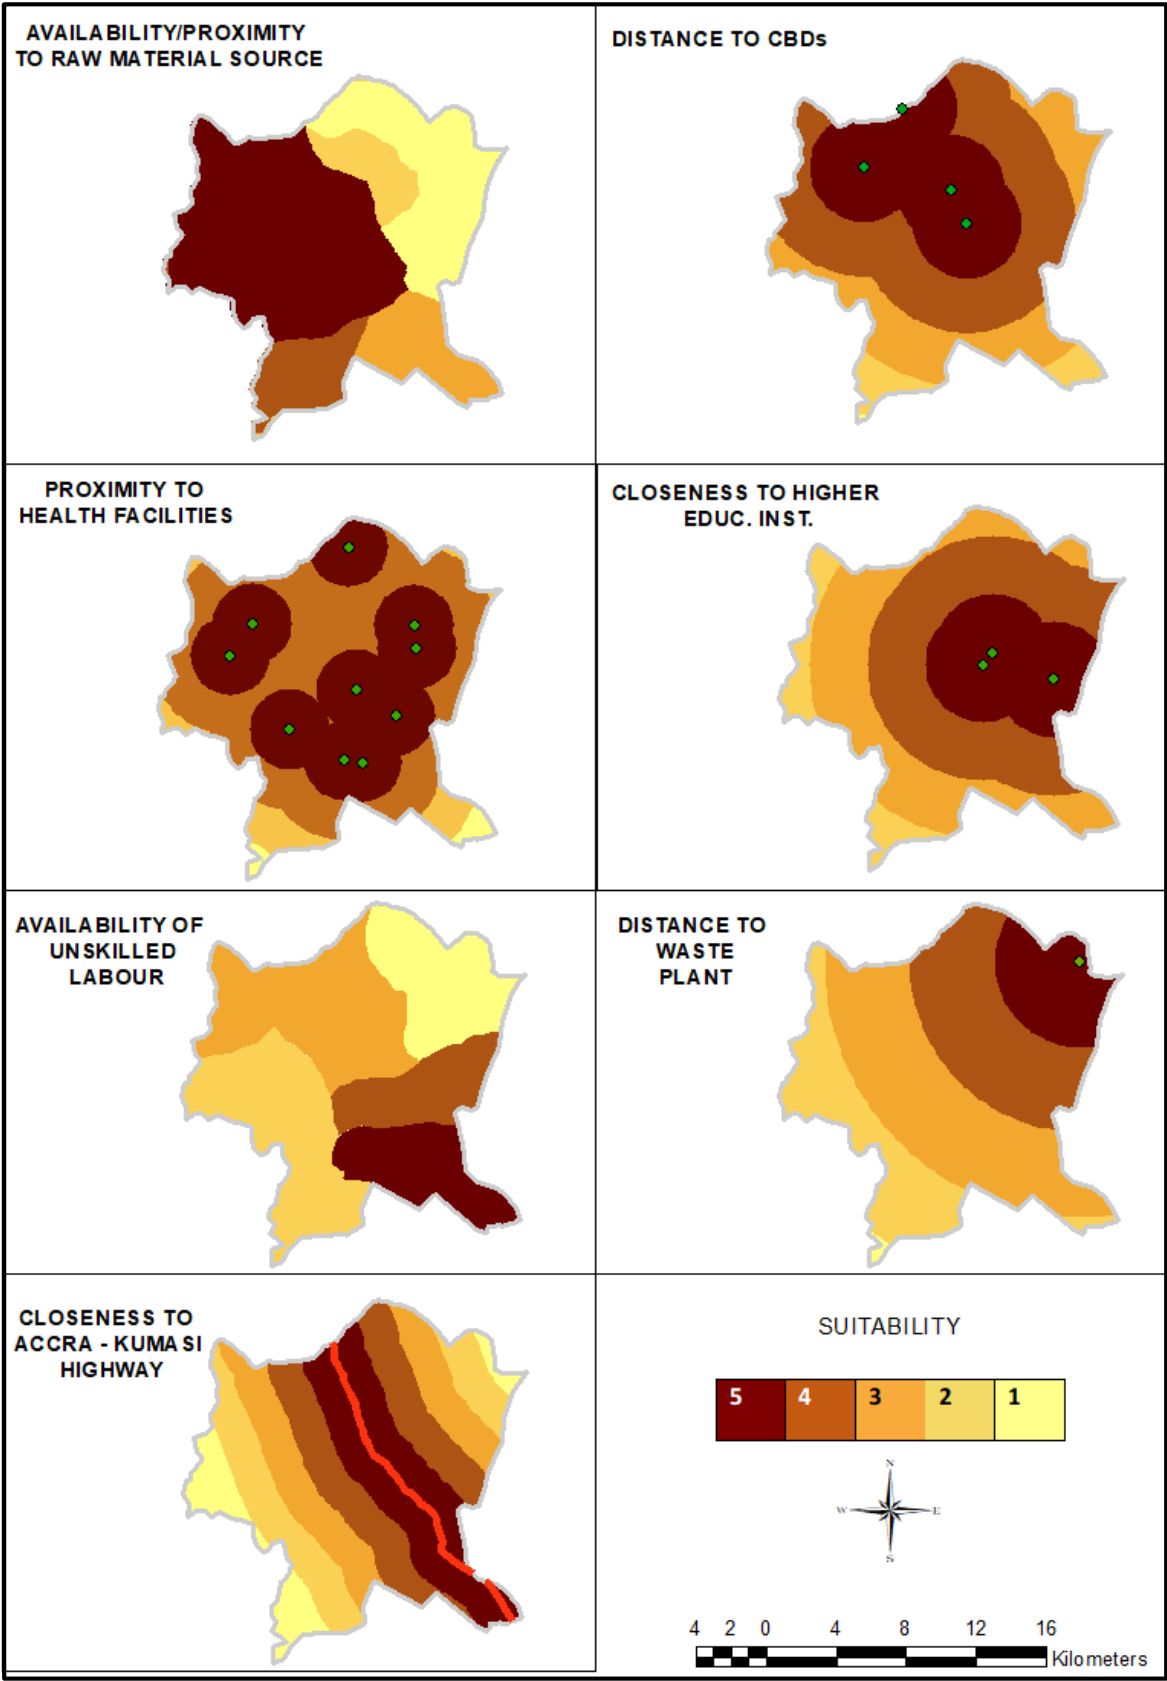 AVAILABILITY/PROXIMITY
TO RAW MATERIAL SOURCE
DISTANCE TO CBDs
PROXIMITY TO
HEALTH FACILITIES
CLOSENESS TO HIGHER
EDUC. INST.
AVAILABILITY OF
UNSKILLED
LABOUR
DISTANCE TO
WASTE
PLANT
CLOSENESS TO
ACCRA - KUMASI
HIGHWAY
SUITABILITY
5 4 3 2 1
N
W E
S
4 2 0 4 8 12 16
Kilometers